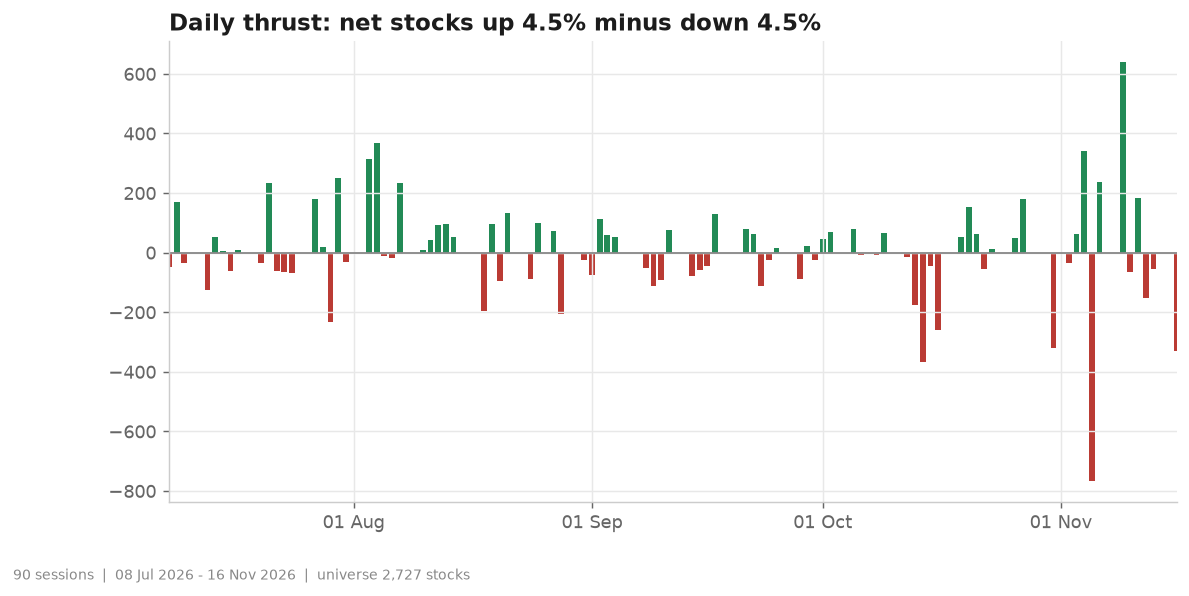 Daily thrust: net stocks up 4.5% minus down 4.5%
600
400
200
0
−200
−400
−600
−800
01 Aug 01 Sep 01 Oct 01 Nov
90 sessions | 08 Jul 2026 - 16 Nov 2026 | universe 2,727 stocks